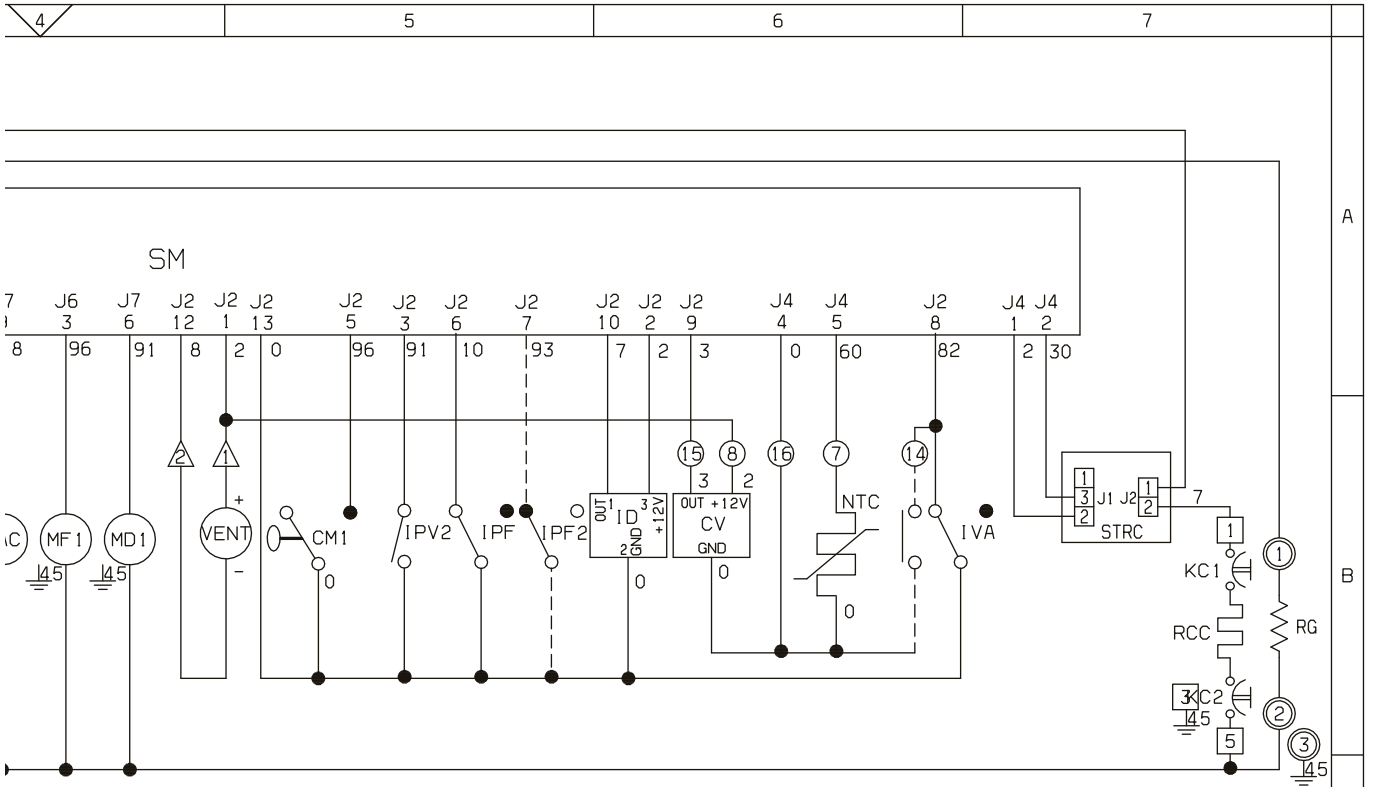 4 5 6 7
A
SM
7 J6 J7 J2 J2 J2 J2 J2 J2 J2 J2 J2 J2 J4 J4 J2 J4 J4
3 6 12 1 13 5 3 6 7 10 2 9 4 5 8 1 2
8 96 91 8 2 0 96 91 10 93 7 2 3 0 60 82 2 30
2 1 15 8 16 7 14
3 2
1
3 J1 J2 1 7
2 2
STRC
+
OUT 1 ID 3 +12V
2 GND
OUT +12V
CV
GND
NTC
AC MF1 MD1 VENT CM1 IPV2 IPF IPF2 IVA
1
-
45 45
0 0 0 0
KC1 1
B
RCC RG
3 KC2
45
2
5
3
45